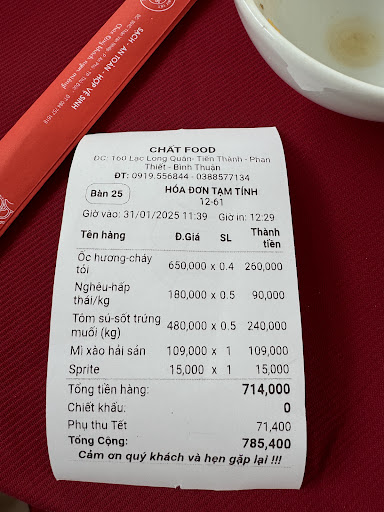 SẠCH - AN TOÀN - HỢP VỆ SINH
CHÁT FOOD
ĐC: 160 Lạc Long Quân- Tiến Thành - Phan
Thiết - Bình Thuận
ĐT: 0919.556844 - 0388577134
Bàn 25
HÓA ĐƠN TẠM TÍNH
12-61
Giờ vào: 31/01/2025 11:39 Giờ in: 12:29
Tên hàng Đ.Giá SL Thành
tiền
Ốc hương-cháy
tỏi 650,000 x 0.4 260,000
Nghêu-hấp
thái/kg 180,000 x 0.5 90,000
Tôm sú-sốt trứng
muối (kg) 480,000 x 0.5 240,000
Mì xào hải sản 109,000 x 1 109,000
Sprite 15,000 x 1 15,000
Tổng tiền hàng: 714,000
Chiết khấu: 0
Phụ thu Tết 71,400
Tổng Cộng: 785,400
Cảm ơn quý khách và hẹn gặp lại !!!